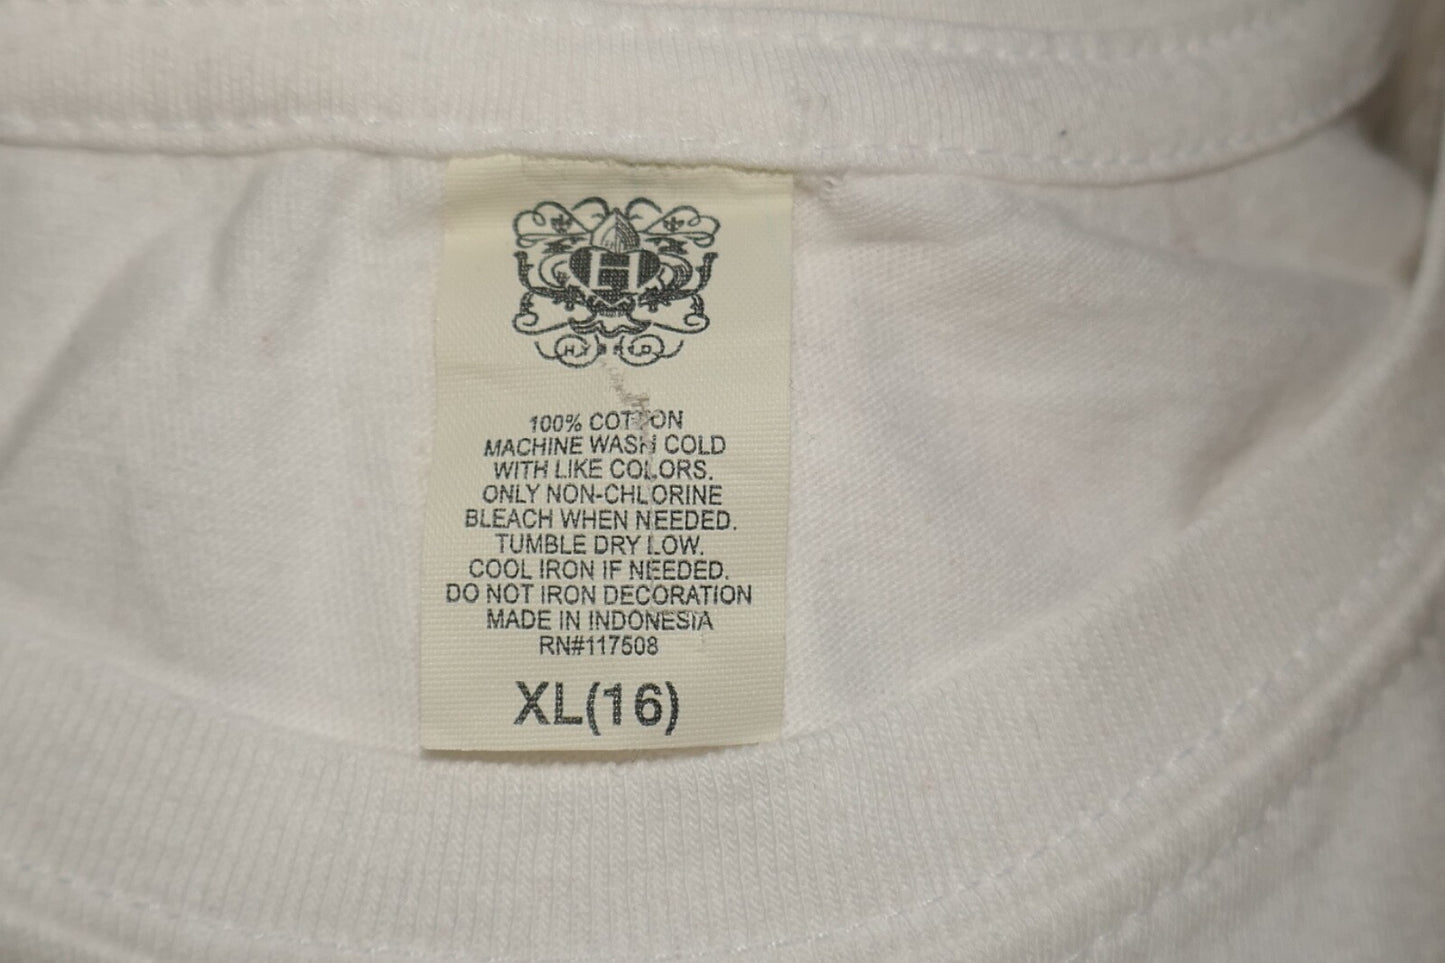 H
100% COTTON
MACHINE WASH COLD
WITH LIKE COLORS.
ONLY NON-CHLORINE
BLEACH WHEN NEEDED.
TUMBLE DRY LOW.
COOL IRON IF NEEDED.
DO NOT IRON DECORATION
MADE IN INDONESIA
RN#117508
XL(16)